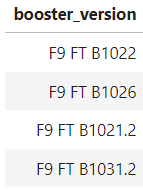 booster_version
F9 FT B1022
F9 FT B1026
F9 FT B1021.2
F9 FT B1031.2